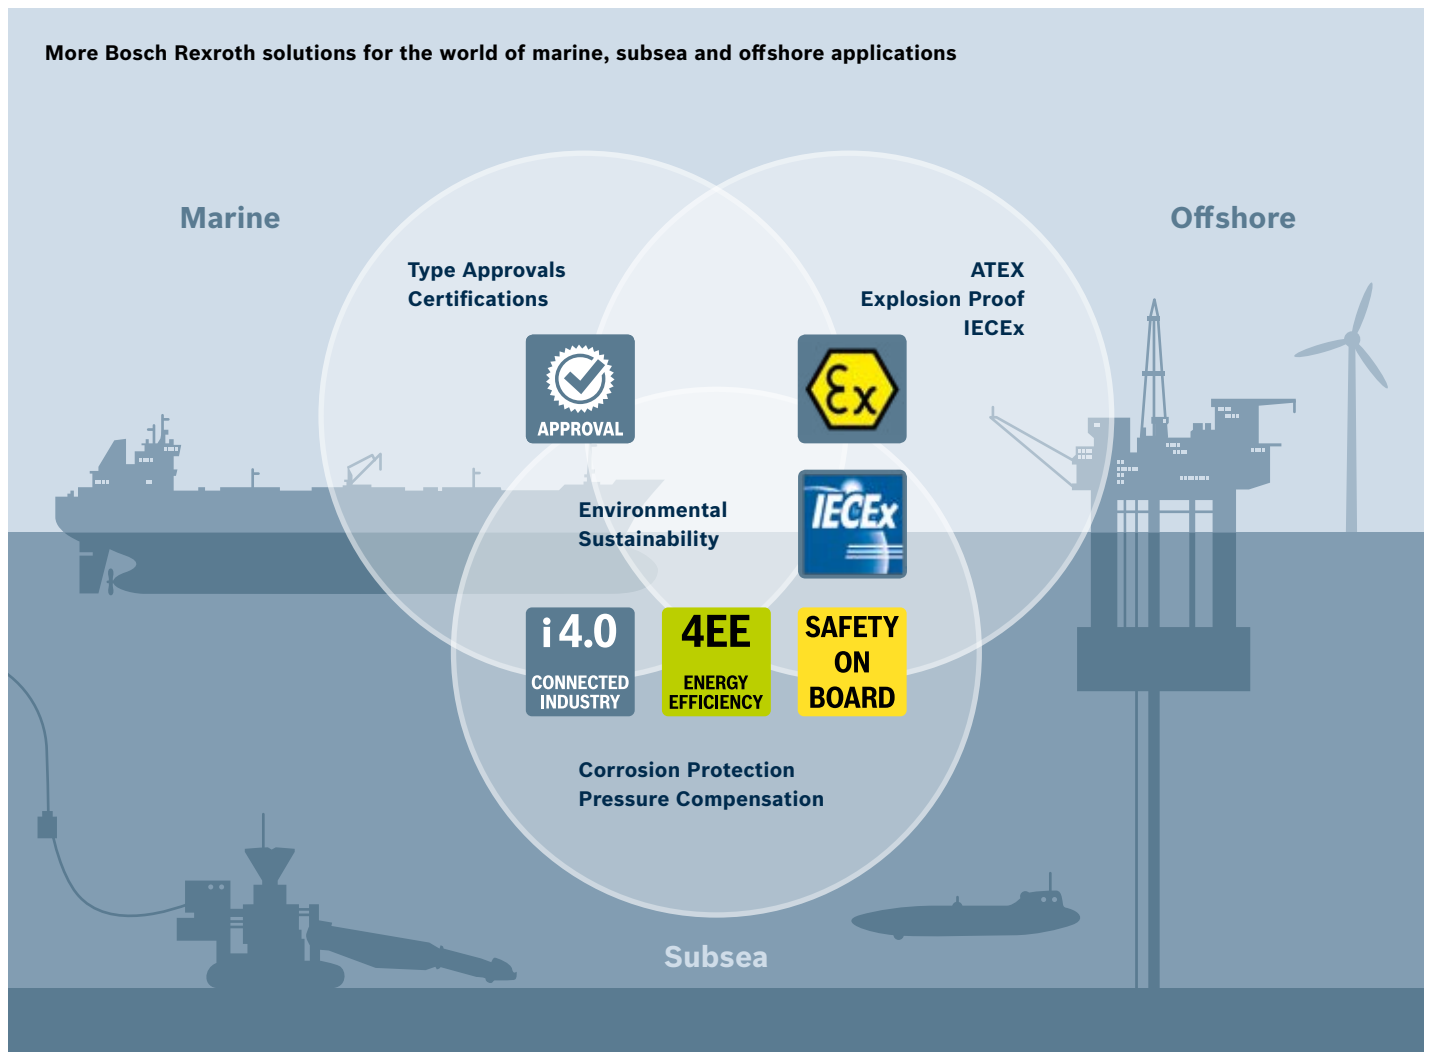 More Bosch Rexroth solutions for the world of marine, subsea and offshore applications
Marine
Offshore
Type Approvals
Certifications
ATEX
Explosion Proof
IECEx
APPROVAL
Ex
IECEx
Environmental
Sustainability
i 4.0
CONNECTED
INDUSTRY
4EE
ENERGY
EFFICIENCY
SAFETY
ON
BOARD
Corrosion Protection
Pressure Compensation
Subsea